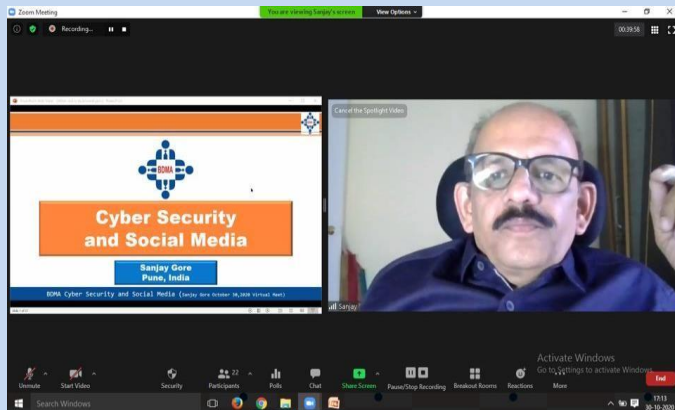 Zoom Meeting
You are viewing Sanjay's screen
View Options
Recording...
00:39:58
Cancel the Spotlight Video
BDMA
Cyber Security
and Social Media
Sanjay Gore
Pune, India
BDMA Cyber Security and Social Media (Sanjay Gore October 30,2020 Virtual Meet)
Sanjay
Activate Windows
Go to Settings to activate Windows.
Unmute
Start Video
Security
22
Participants
Polls
Chat
Share Screen
Pause/Stop Recording
Breakout Rooms
Reactions
More
End
Search Windows
17:13
30-10-2020